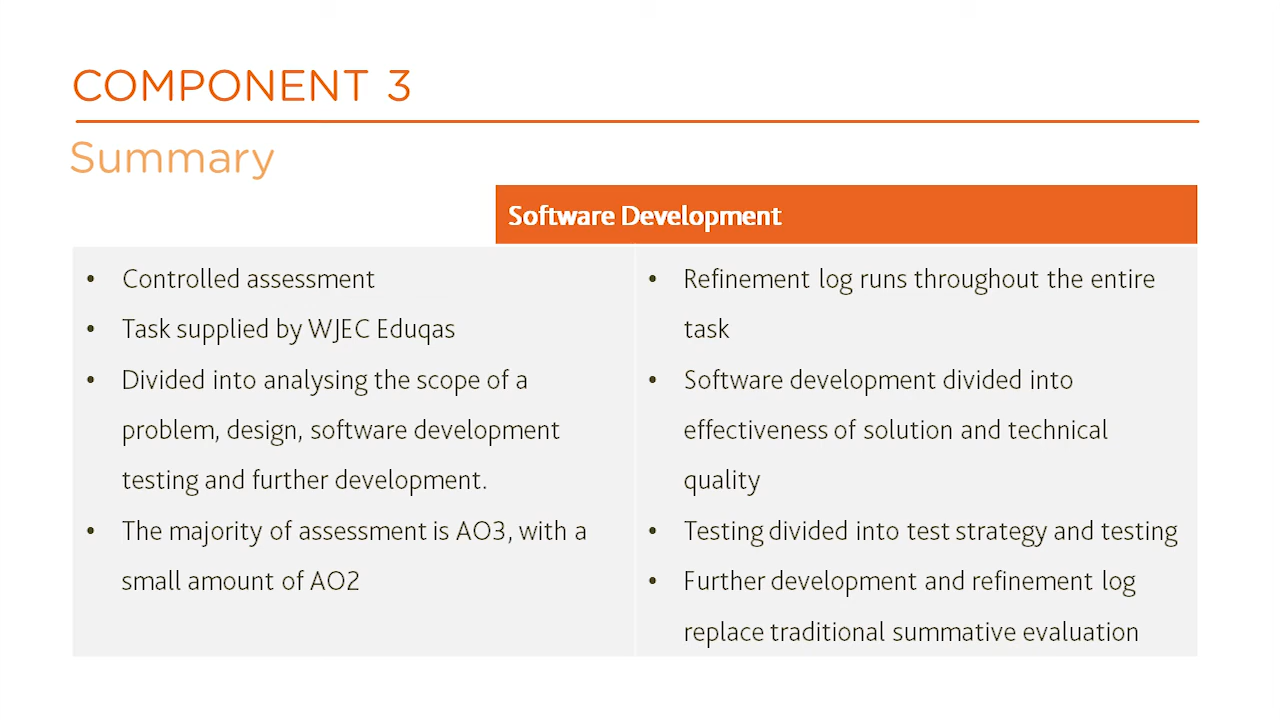 COMPONENT 3
Summary
Software Development
• Controlled assessment
• Task supplied by WJEC Eduqas
• Divided into analysing the scope of a
problem, design, software development
testing and further development.
• The majority of assessment is AO3, with a
small amount of AO2
• Refinement log runs throughout the entire
task
• Software development divided into
effectiveness of solution and technical
quality
• Testing divided into test strategy and testing
• Further development and refinement log
replace traditional summative evaluation